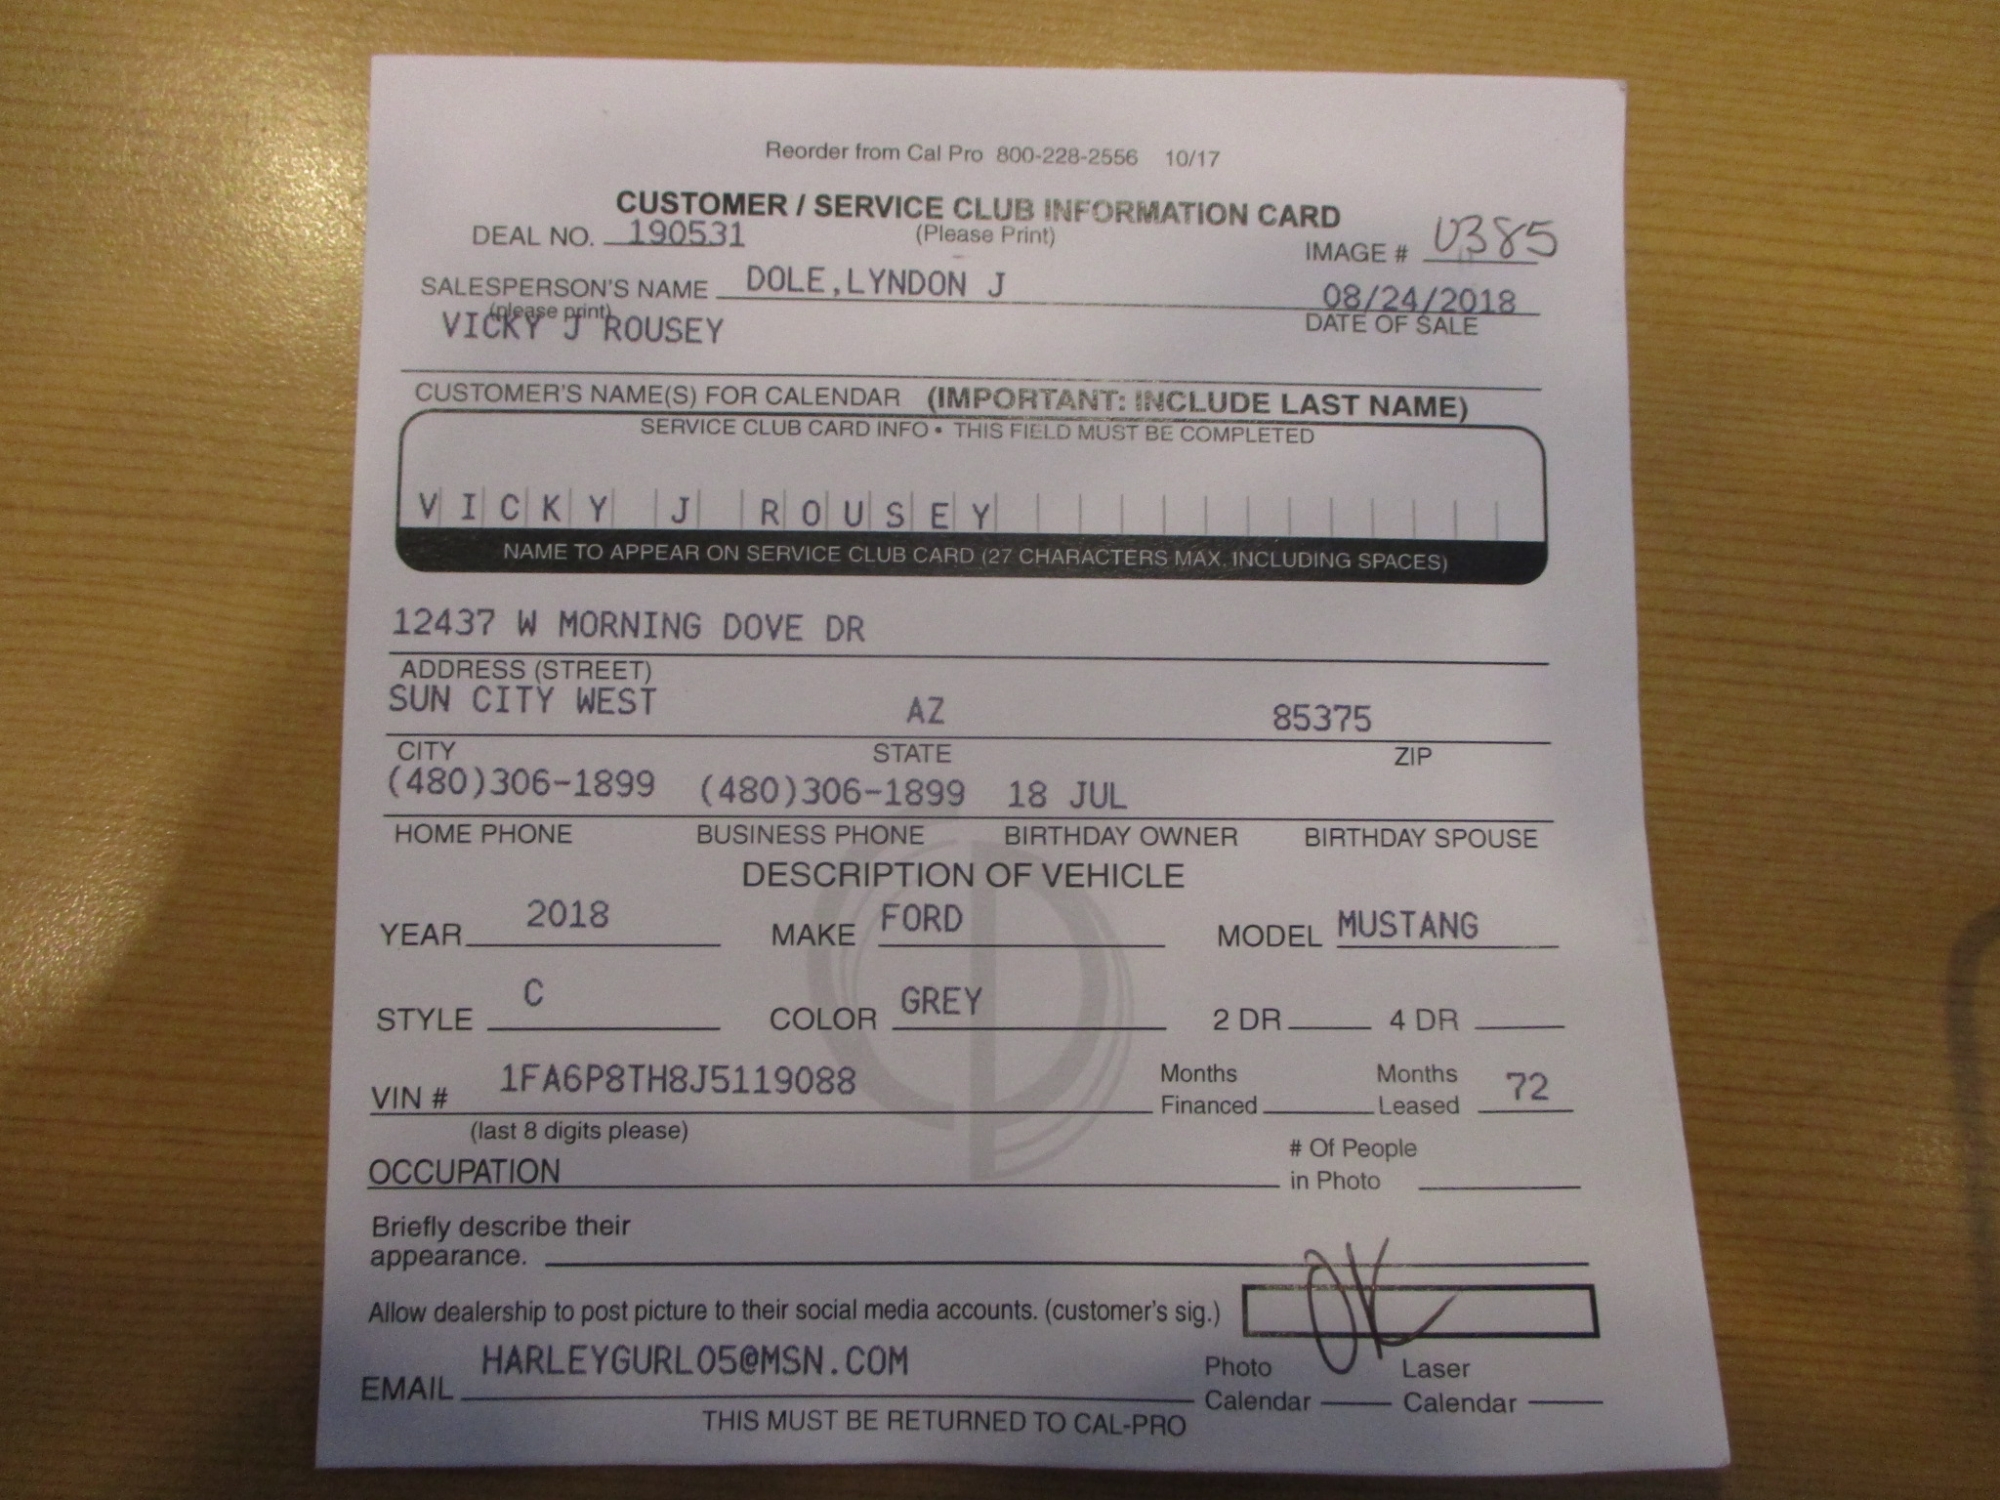 Reorder from Cal Pro 800-228-2556 10/17
CUSTOMER / SERVICE CLUB INFORMATION CARD
DEAL NO. 190531 (Please Print) IMAGE # 0385
SALESPERSON'S NAME DOLE,LYNDON J 08/24/2018
(please print) DATE OF SALE
VICKY J ROUSEY
CUSTOMER'S NAME(S) FOR CALENDAR (IMPORTANT: INCLUDE LAST NAME)
SERVICE CLUB CARD INFO • THIS FIELD MUST BE COMPLETED
VICKY J ROUSEY
NAME TO APPEAR ON SERVICE CLUB CARD (27 CHARACTERS MAX. INCLUDING SPACES)
12437 W MORNING DOVE DR
ADDRESS (STREET)
SUN CITY WEST AZ 85375
CITY STATE ZIP
(480)306-1899 (480)306-1899 18 JUL
HOME PHONE BUSINESS PHONE BIRTHDAY OWNER BIRTHDAY SPOUSE
DESCRIPTION OF VEHICLE
YEAR 2018 MAKE FORD MODEL MUSTANG
STYLE C COLOR GREY 2 DR 4 DR
VIN # 1FA6P8TH8J5119088 Months Financed Months Leased 72
(last 8 digits please)
OCCUPATION # Of People in Photo
Briefly describe their
appearance.
Allow dealership to post picture to their social media accounts. (customer's sig.) OK
EMAIL HARLEYGURL05@MSN.COM Photo Calendar Laser Calendar
THIS MUST BE RETURNED TO CAL-PRO